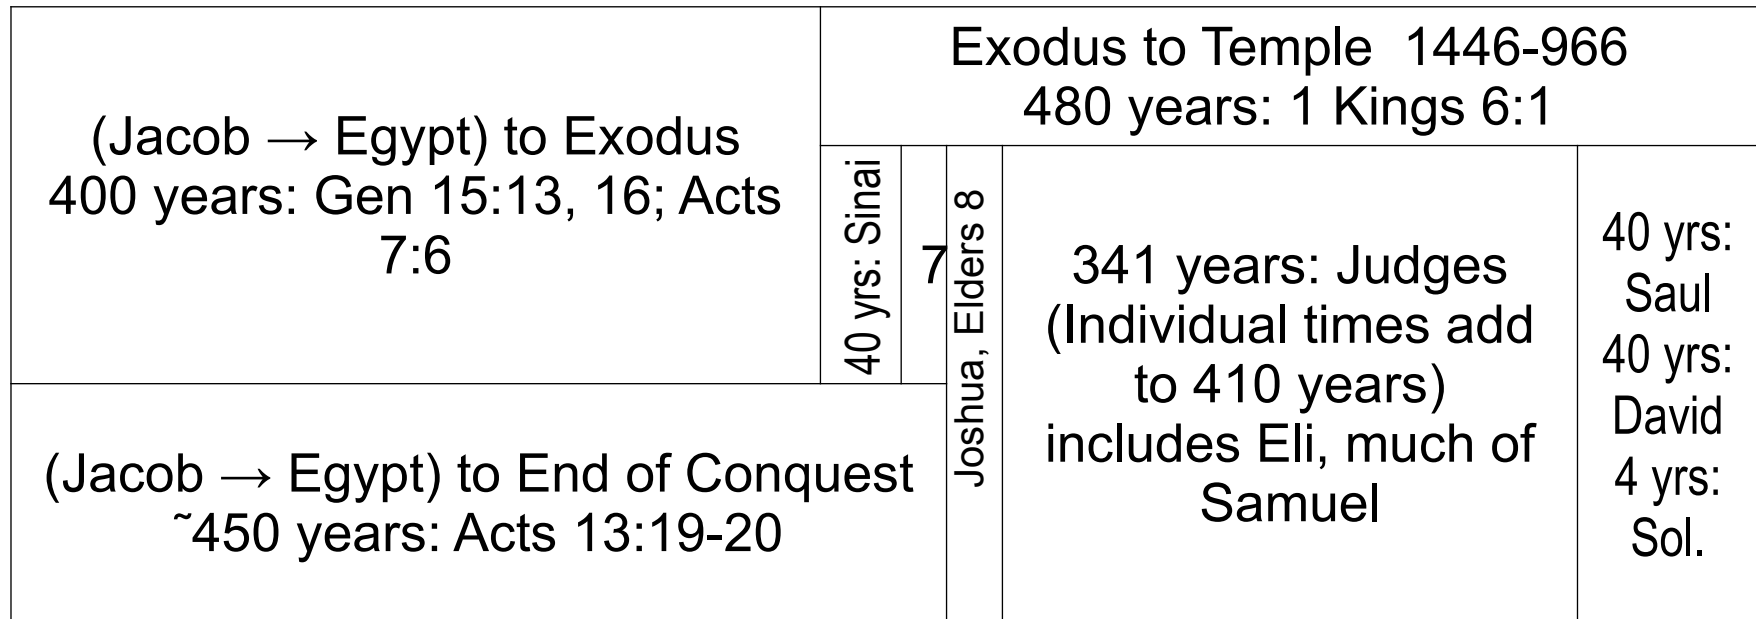 (Jacob → Egypt) to Exodus
400 years: Gen 15:13, 16; Acts
7:6
Exodus to Temple 1446-966
480 years: 1 Kings 6:1
40 yrs: Sinai
7
Joshua, Elders 8
341 years: Judges
(Individual times add
to 410 years)
includes Eli, much of
Samuel
40 yrs:
Saul
40 yrs:
David
4 yrs:
Sol.
(Jacob → Egypt) to End of Conquest
~450 years: Acts 13:19-20